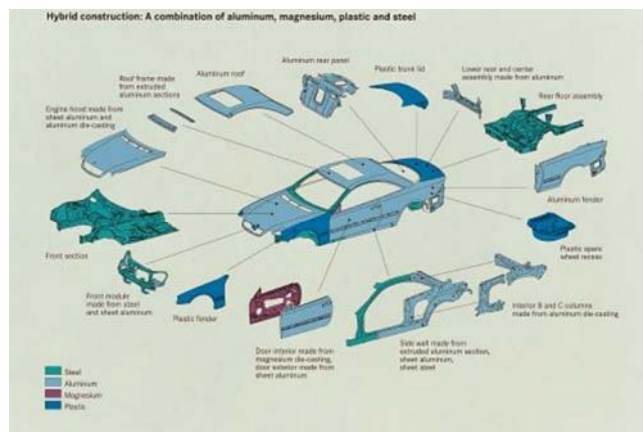 Hybrid construction: A combination of aluminum, magnesium, plastic and steel
Aluminum rear panel
Plastic trunk lid
Lower rear end center
assembly made from aluminum
Aluminum roof
Roof frame made
from extruded
aluminum sections
Rear floor assembly
Engine hood made from
sheet aluminum and
aluminum die-casting
Aluminum fender
Plastic spare
wheel recess
Front section
Front module
made from steel
and sheet aluminum
Plastic fender
Interior B and C-columns
made from aluminum die-casting
Door interior made from
magnesium die-casting,
door exterior made from
sheet aluminum
Side wall made from
extruded aluminum section,
sheet aluminum,
sheet steel
Steel
Aluminum
Magnesium
Plastic